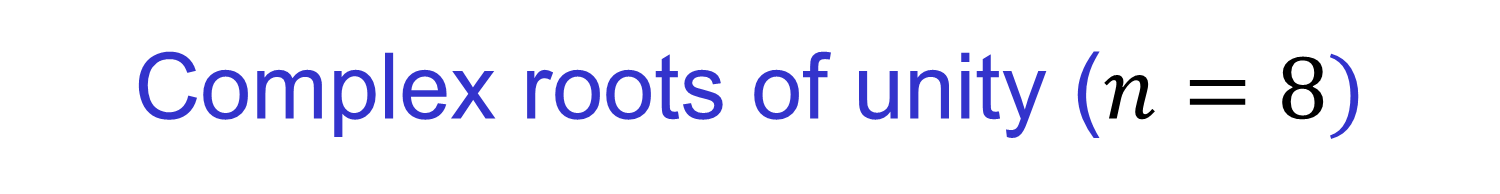 Complex roots of unity (n = 8)